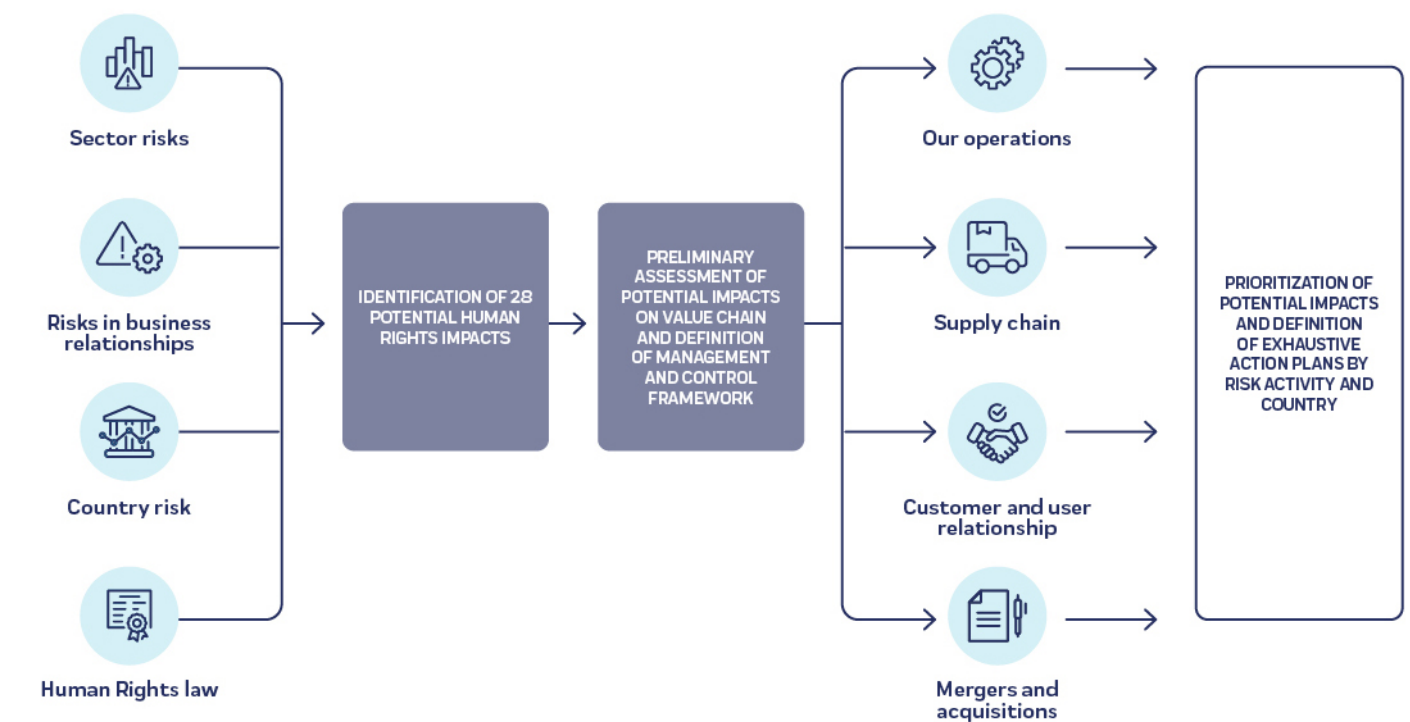 Sector risks
Risks in business
relationships
Country risk
Human Rights law
IDENTIFICATION OF 28
POTENTIAL HUMAN
RIGHTS IMPACTS
PRELIMINARY
ASSESSMENT OF
POTENTIAL IMPACTS
ON VALUE CHAIN
AND DEFINITION
OF MANAGEMENT
AND CONTROL
FRAMEWORK
Our operations
Supply chain
Customer and user
relationship
Mergers and
acquisitions
PRIORITIZATION OF
POTENTIAL IMPACTS
AND DEFINITION
OF EXHAUSTIVE
ACTION PLANS BY
RISK ACTIVITY AND
COUNTRY